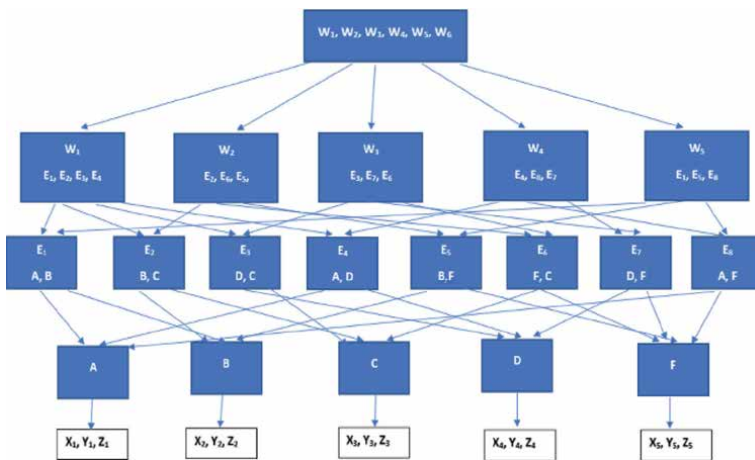 W₁, W₂, W₃, W₄, W₅, W₆
W₁
E₁, E₂, E₃, E₄
W₂
E₂, E₆, E₅,
W₃
E₃, E₇, E₆
W₄
E₄, E₈, E₇
W₅
E₁, E₅, E₈
E₁
A, B
E₂
B, C
E₃
D, C
E₄
A, D
E₅
B,F
E₆
F, C
E₇
D, F
E₈
A, F
A
B
C
D
F
X₁, Y₁, Z₁
X₂, Y₂, Z₂
X₃, Y₃, Z₃
X₄, Y₄, Z₄
X₅, Y₅, Z₅